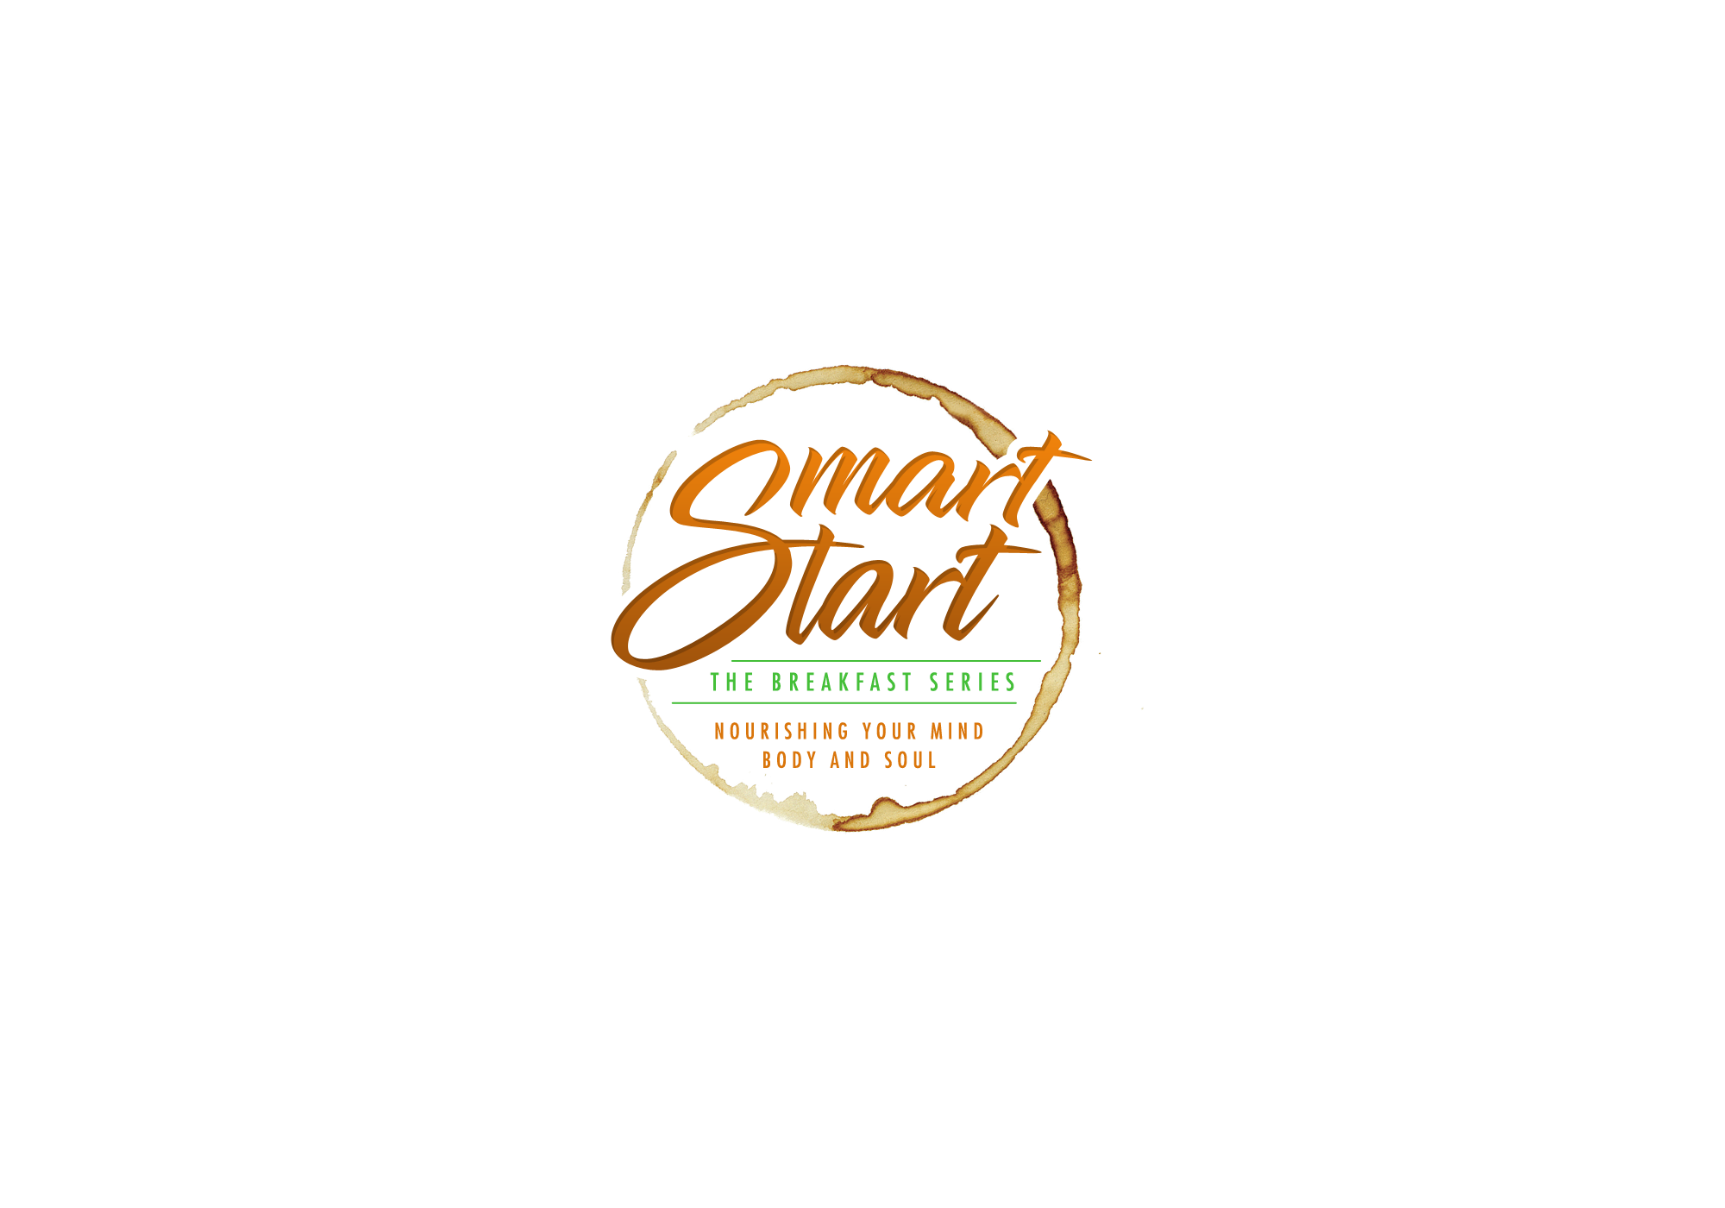 Smart
Start
THE BREAKFAST SERIES
NOURISHING YOUR MIND
BODY AND SOUL